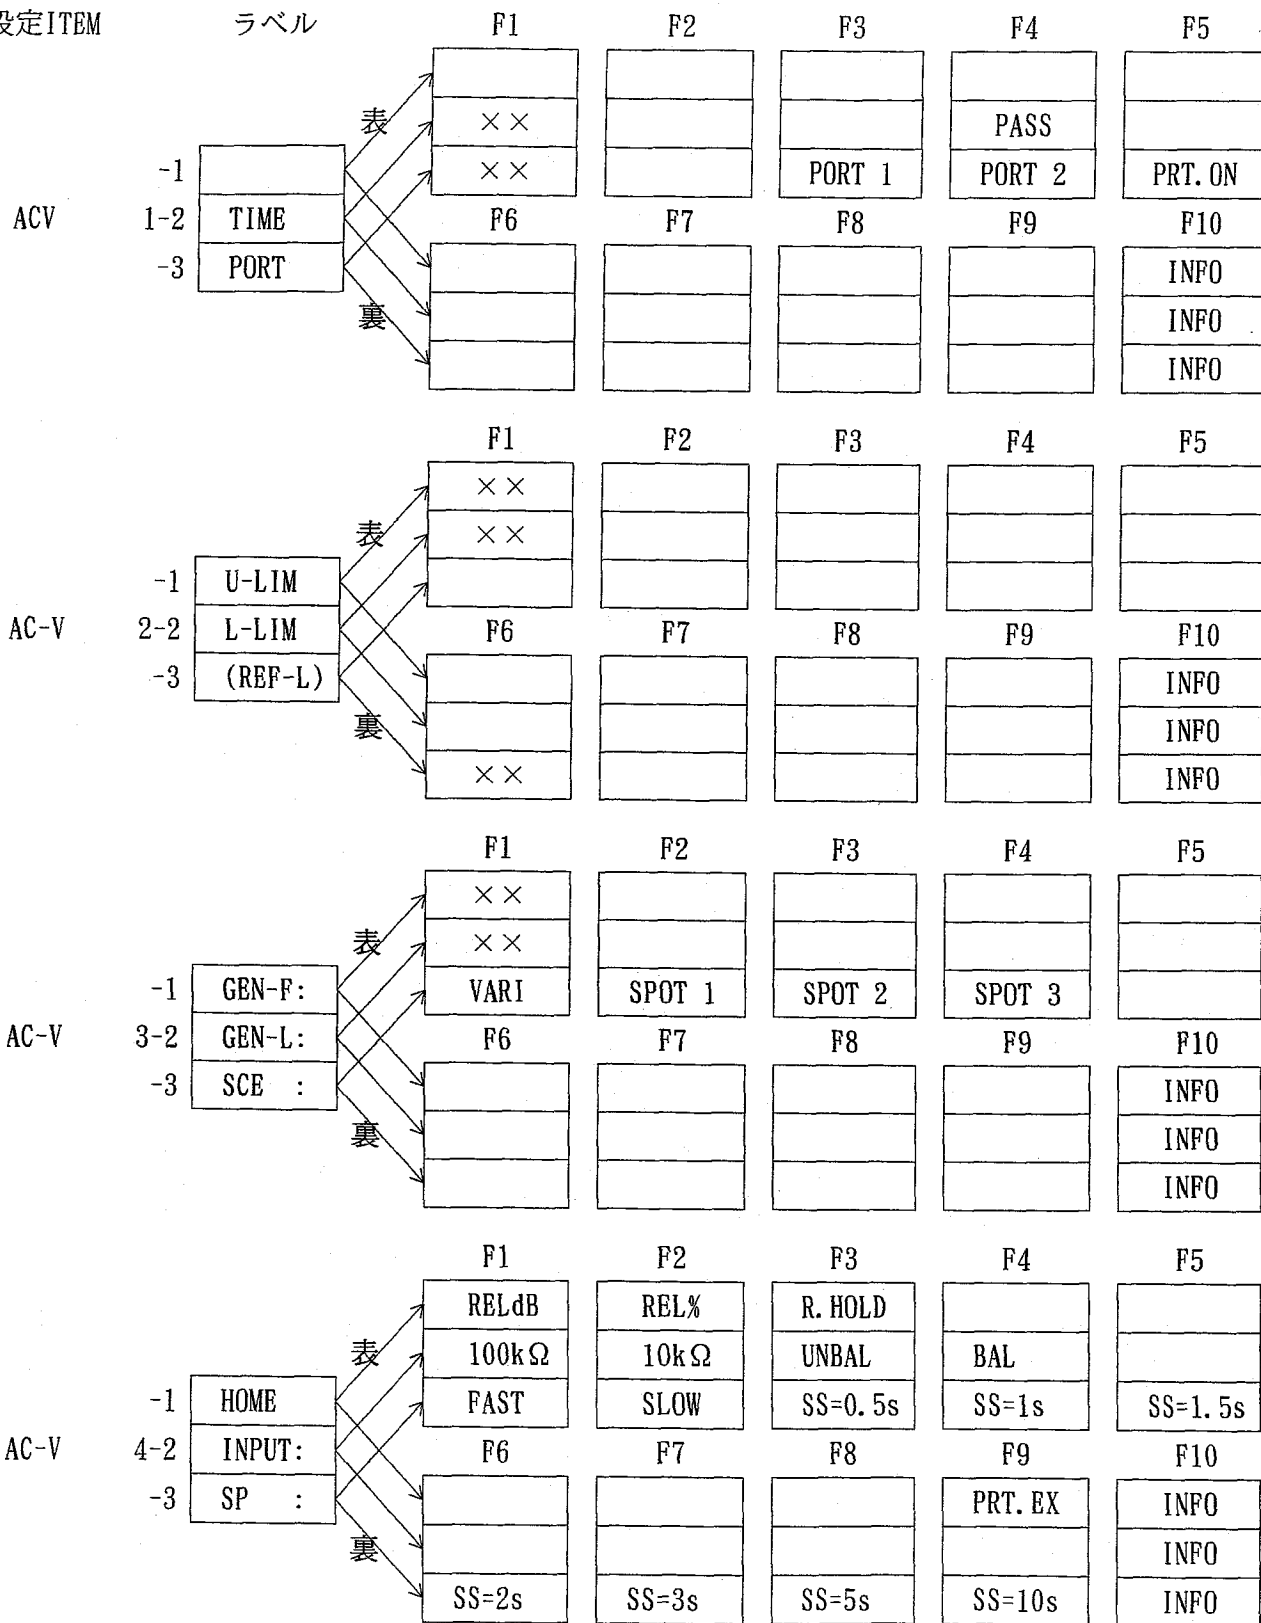 設定ITEM ラベル F1 F2 F3 F4 F5
表 ×× PASS
-1 ×× PORT 1 PORT 2 PRT.ON
ACV 1-2 TIME F6 F7 F8 F9 F10
-3 PORT INFO
裏 INFO
INFO
F1 F2 F3 F4 F5
××
表 ××
-1 U-LIM
AC-V 2-2 L-LIM F6 F7 F8 F9 F10
-3 (REF-L) INFO
裏 INFO
×× INFO
F1 F2 F3 F4 F5
××
表 ××
-1 GEN-F: VARI SPOT 1 SPOT 2 SPOT 3
AC-V 3-2 GEN-L: F6 F7 F8 F9 F10
-3 SCE : INFO
裏 INFO
INFO
F1 F2 F3 F4 F5
RELdB REL% R.HOLD
表 100kΩ 10kΩ UNBAL BAL
-1 HOME FAST SLOW SS=0.5s SS=1s SS=1.5s
AC-V 4-2 INPUT: F6 F7 F8 F9 F10
-3 SP : PRT.EX INFO
裏 INFO
SS=2s SS=3s SS=5s SS=10s INFO